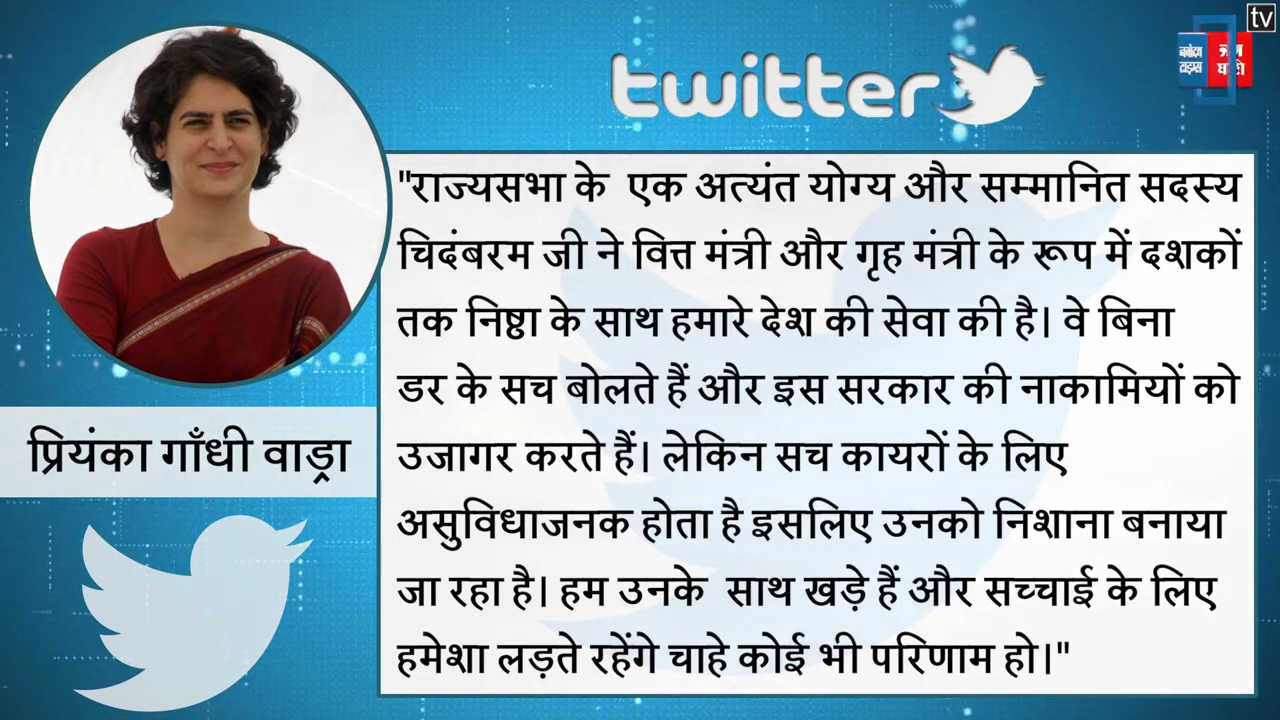 tv
twitter
"राज्यसभा के एक अत्यंत योग्य और सम्मानित सदस्य
चिदंबरम जी ने वित्त मंत्री और गृह मंत्री के रूप में दशकों
तक निष्ठा के साथ हमारे देश की सेवा की है। वे बिना
डर के सच बोलते हैं और इस सरकार की नाकामियों को
उजागर करते हैं। लेकिन सच कायरों के लिए
असुविधाजनक होता है इसलिए उनको निशाना बनाया
जा रहा है। हम उनके साथ खड़े हैं और सच्चाई के लिए
हमेशा लड़ते रहेंगे चाहे कोई भी परिणाम हो।"
प्रियंका गाँधी वाड्रा